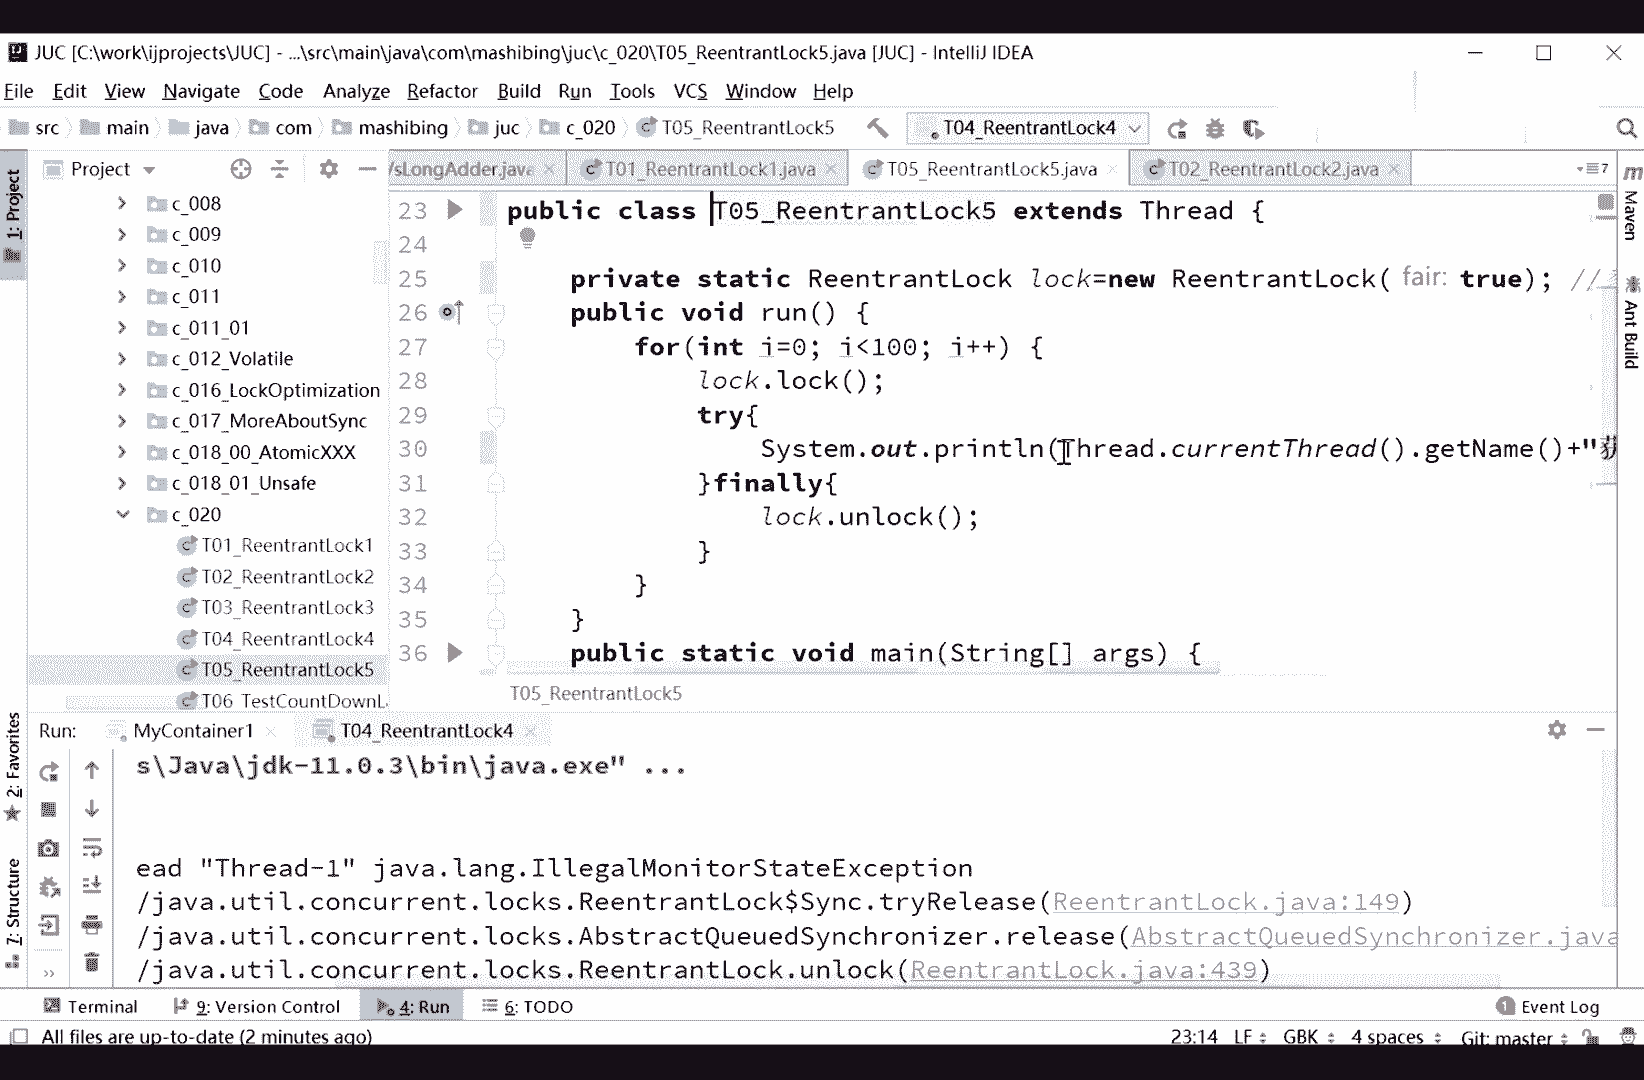 JUC [C:\work\ijprojects\JUC] - ...\src\main\java\com\mashibing\juc\c_020\T05_ReentrantLock5.java [JUC] - IntelliJ IDEA
File Edit View Navigate Code Analyze Refactor Build Run Tools VCS Window Help
src main java com mashibing juc c_020 T05_ReentrantLock5 T04_ReentrantLock4
1: Project
Project
sLongAdder.java T01_ReentrantLock1.java T05_ReentrantLock5.java T02_ReentrantLock2.java 7
Maven
Ant Build
c_008
c_009
c_010
c_011
c_011_01
c_012_Volatile
c_016_LockOptimization
c_017_MoreAboutSync
c_018_00_AtomicXXX
c_018_01_Unsafe
c_020
T01_ReentrantLock1
T02_ReentrantLock2
T03_ReentrantLock3
T04_ReentrantLock4
T05_ReentrantLock5
T06_TestCountDownL
23 public class T05_ReentrantLock5 extends Thread {
24
25 private static ReentrantLock lock=new ReentrantLock( fair: true); //
26 public void run() {
27 for(int i=0; i<100; i++) {
28 lock.lock();
29 try{
30 System.out.println(Thread.currentThread().getName()+"获
31 }finally{
32 lock.unlock();
33 }
34 }
35 }
36 public static void main(String[] args) {
T05_ReentrantLock5
2: Favorites
7: Structure
Run: MyContainer1 T04_ReentrantLock4
s\Java\jdk-11.0.3\bin\java.exe" ...
ead "Thread-1" java.lang.IllegalMonitorStateException
/java.util.concurrent.locks.ReentrantLock$Sync.tryRelease(ReentrantLock.java:149)
/java.util.concurrent.locks.AbstractQueuedSynchronizer.release(AbstractQueuedSynchronizer.java
/java.util.concurrent.locks.ReentrantLock.unlock(ReentrantLock.java:439)
Terminal 9: Version Control 4: Run 6: TODO 1 Event Log
All files are up-to-date (2 minutes ago) 23:14 LF GBK 4 spaces Git: master